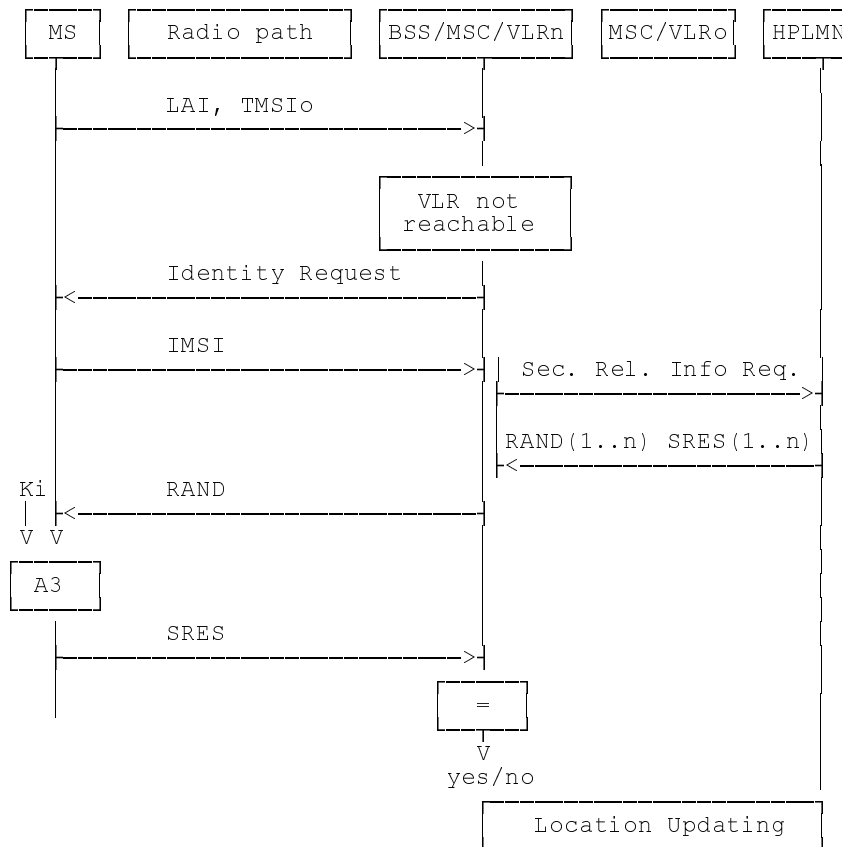 MS Radio path BSS/MSC/VLRn MSC/VLRo HPLMN
LAI, TMSIo
VLR not
reachable
Identity Request
IMSI
Sec. Rel. Info Req.
RAND(1..n) SRES(1..n)
Ki RAND
V V
A3
SRES
=
V
yes/no
Location Updating